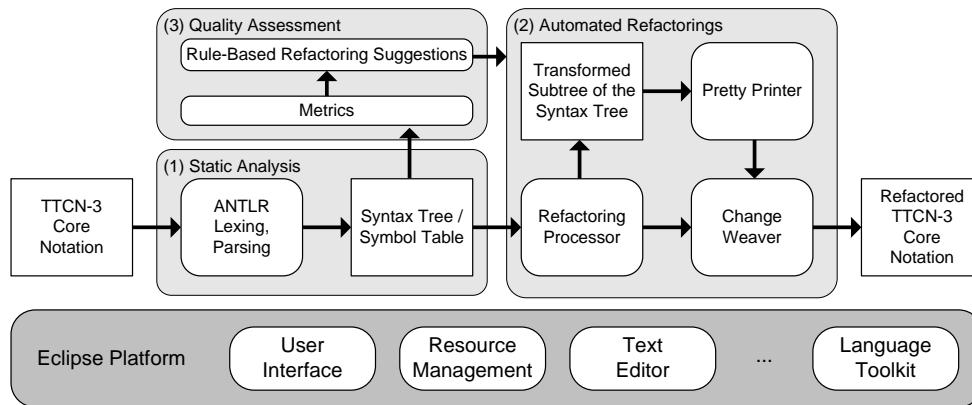 (3) Quality Assessment
Rule-Based Refactoring Suggestions
Metrics
(2) Automated Refactorings
Transformed
Subtree of the
Syntax Tree
Pretty Printer
(1) Static Analysis
TTCN-3
Core
Notation
ANTLR
Lexing,
Parsing
Syntax Tree /
Symbol Table
Refactoring
Processor
Change
Weaver
Refactored
TTCN-3
Core
Notation
Eclipse Platform
User
Interface
Resource
Management
Text
Editor
...
Language
Toolkit